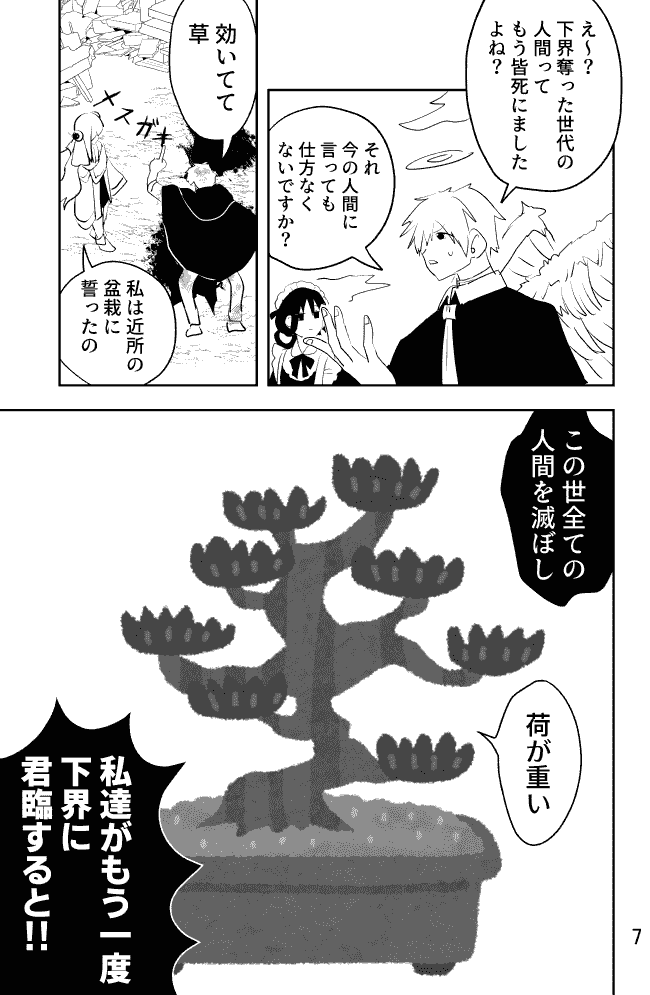 え〜？
下界奪った世代の
人間って
もう皆死にました
よね？
それ
今の人間に
言っても
仕方なく
ないですか？
効いてて
草
メスガキ
私は近所の
盆栽に
誓ったの
この世全ての
人間を滅ぼし
荷が重い
私達がもう一度
下界に
君臨すると!!
7